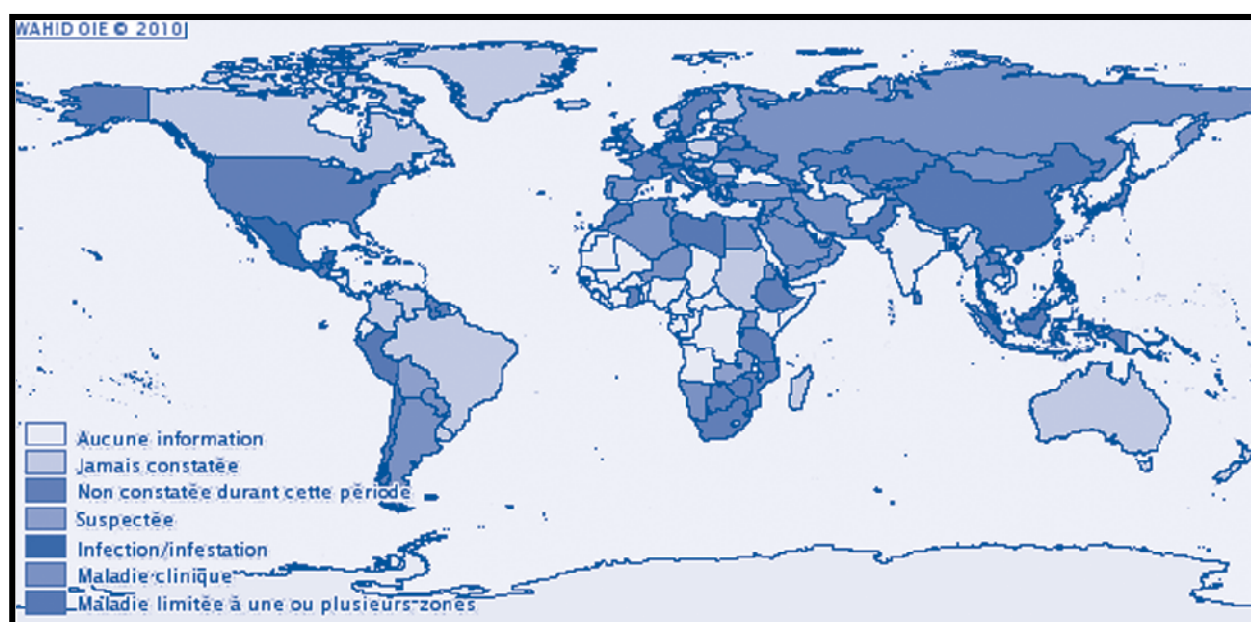 WAHID OIE © 2010
Aucune information
Jamais constatée
Non constatée durant cette période
Suspectée
Infection/infestation
Maladie clinique
Maladie limitée à une ou plusieurs zones